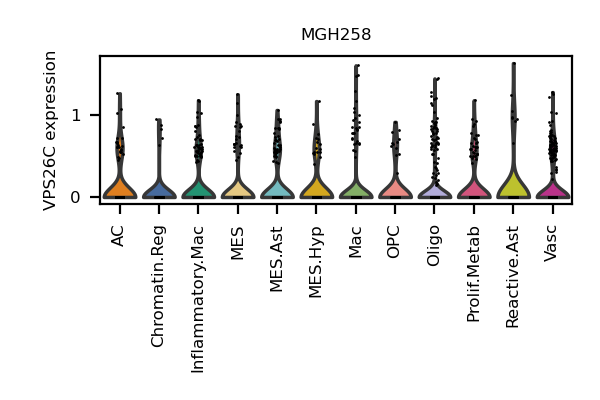 MGH258
VPS26C expression
1
0
AC
Chromatin.Reg
Inflammatory.Mac
MES
MES.Ast
MES.Hyp
Mac
OPC
Oligo
Prolif.Metab
Reactive.Ast
Vasc